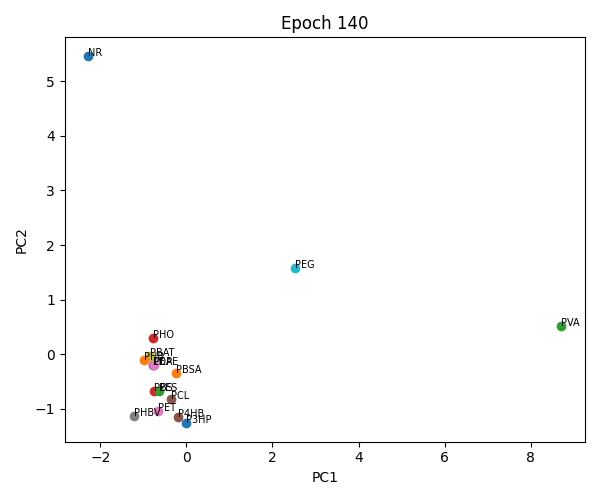 Epoch 140
NR
PEG
PVA
PHO
PBAT
PBSA
PES
PCL
PET
PHBV
P4HB
P3HP
PC2
5
4
3
2
1
0
−1
−2
0
2
4
6
8
PC1